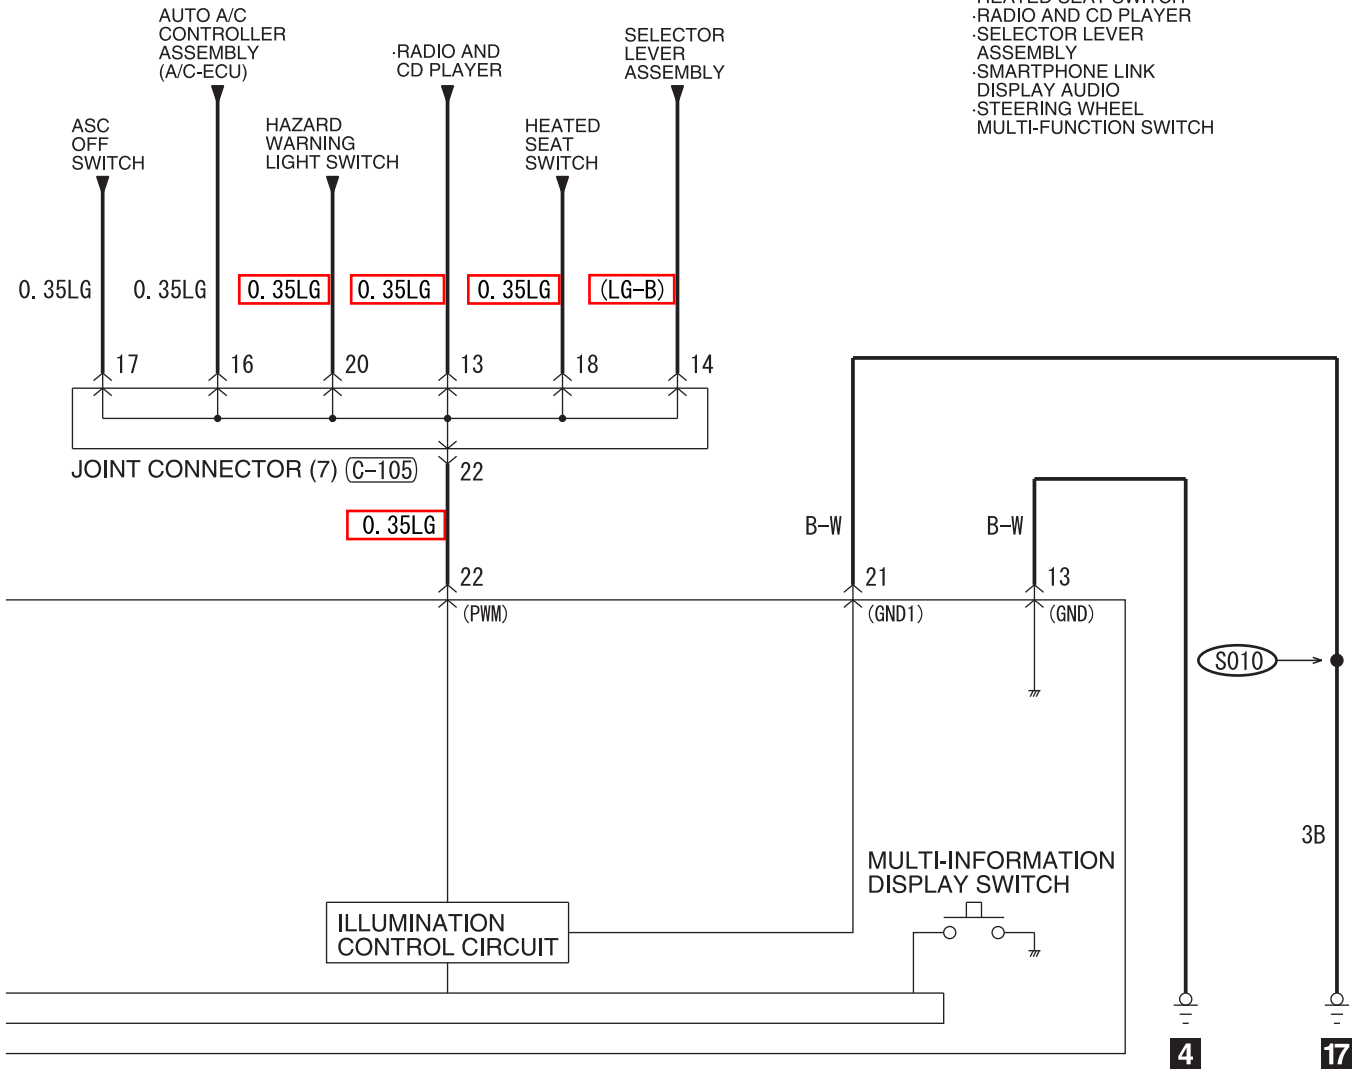 AUTO A/C
CONTROLLER
ASSEMBLY
(A/C-ECU)
·RADIO AND
CD PLAYER
SELECTOR
LEVER
ASSEMBLY
HEATED SEAT SWITCH
·RADIO AND CD PLAYER
·SELECTOR LEVER
ASSEMBLY
·SMARTPHONE LINK
DISPLAY AUDIO
·STEERING WHEEL
MULTI-FUNCTION SWITCH
ASC
OFF
SWITCH
HAZARD
WARNING
LIGHT SWITCH
HEATED
SEAT
SWITCH
0.35LG 0.35LG 0.35LG 0.35LG 0.35LG (LG-B)
17 16 20 13 18 14
JOINT CONNECTOR (7) C-105 22
0.35LG B-W B-W
22 21 13
(PWM) (GND1) (GND)
S010
3B
MULTI-INFORMATION
DISPLAY SWITCH
ILLUMINATION
CONTROL CIRCUIT
4 17